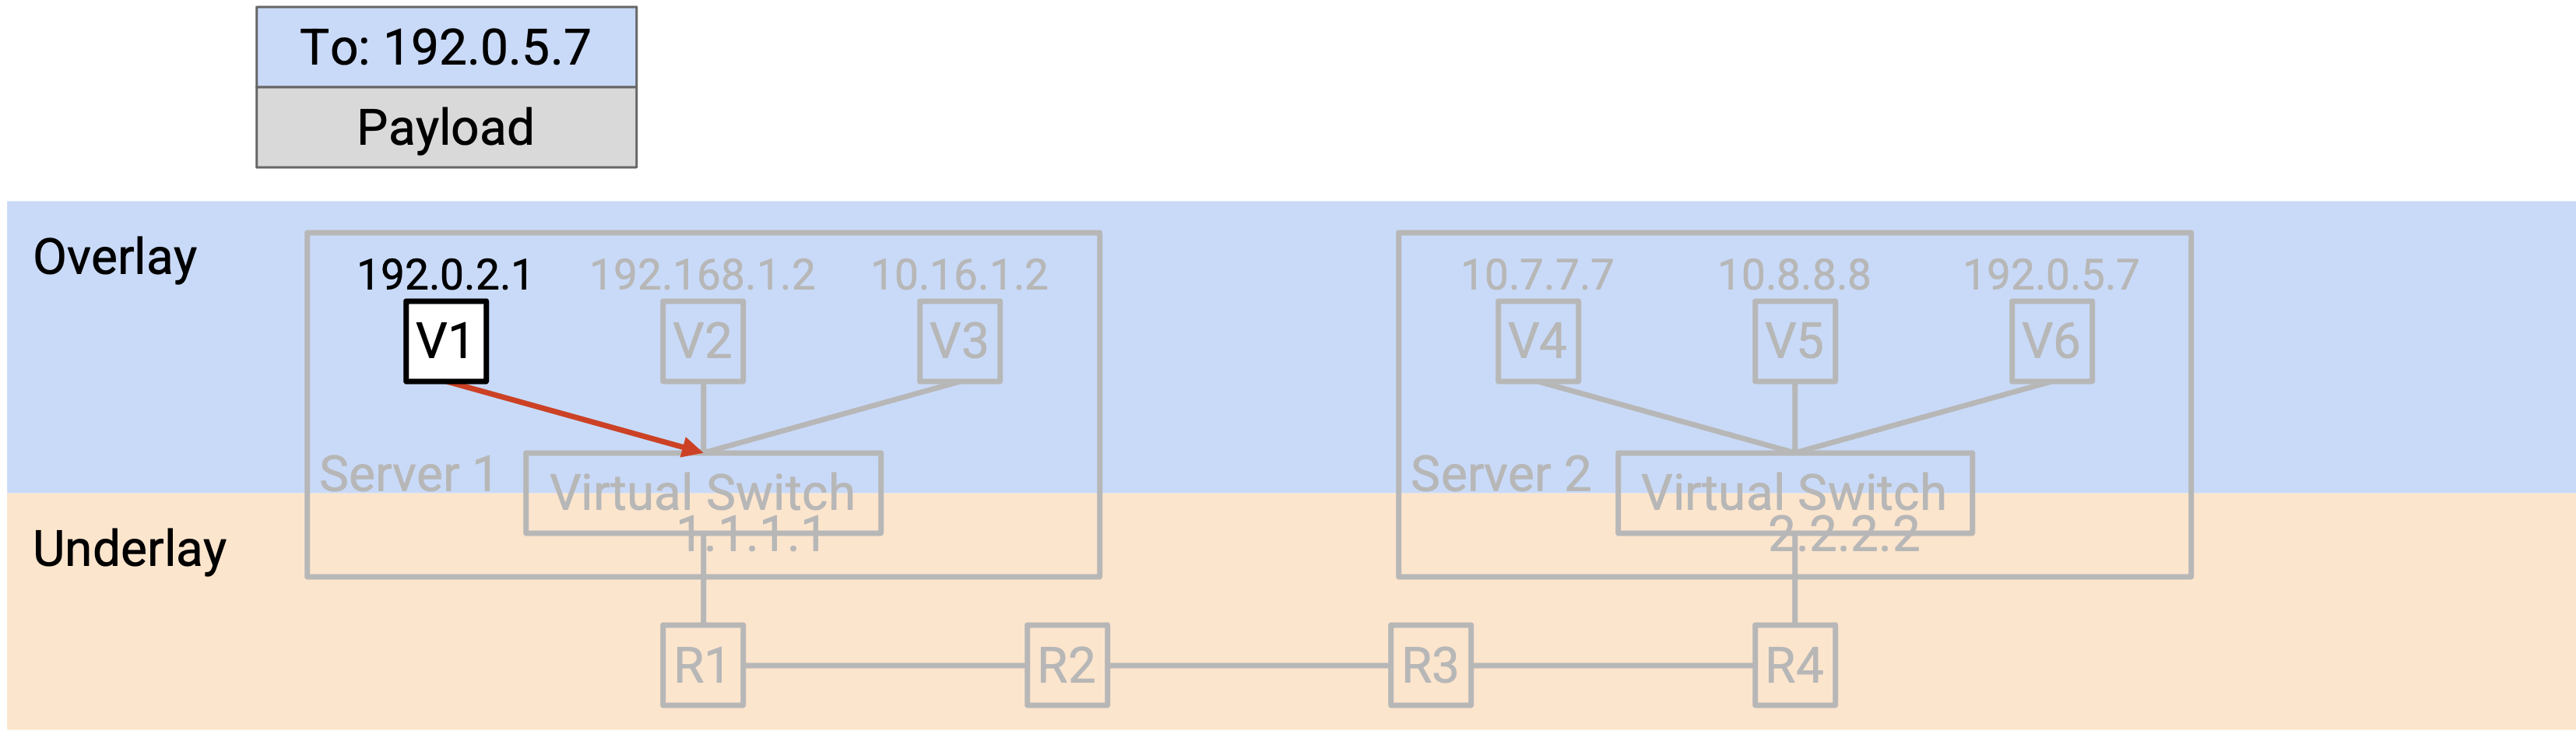 To: 192.0.5.7
Payload
Overlay
192.0.2.1
192.168.1.2
10.16.1.2
10.7.7.7
10.8.8.8
192.0.5.7
V1
V2
V3
V4
V5
V6
Server 1
Virtual Switch
1.1.1.1
Server 2
Virtual Switch
2.2.2.2
Underlay
R1
R2
R3
R4